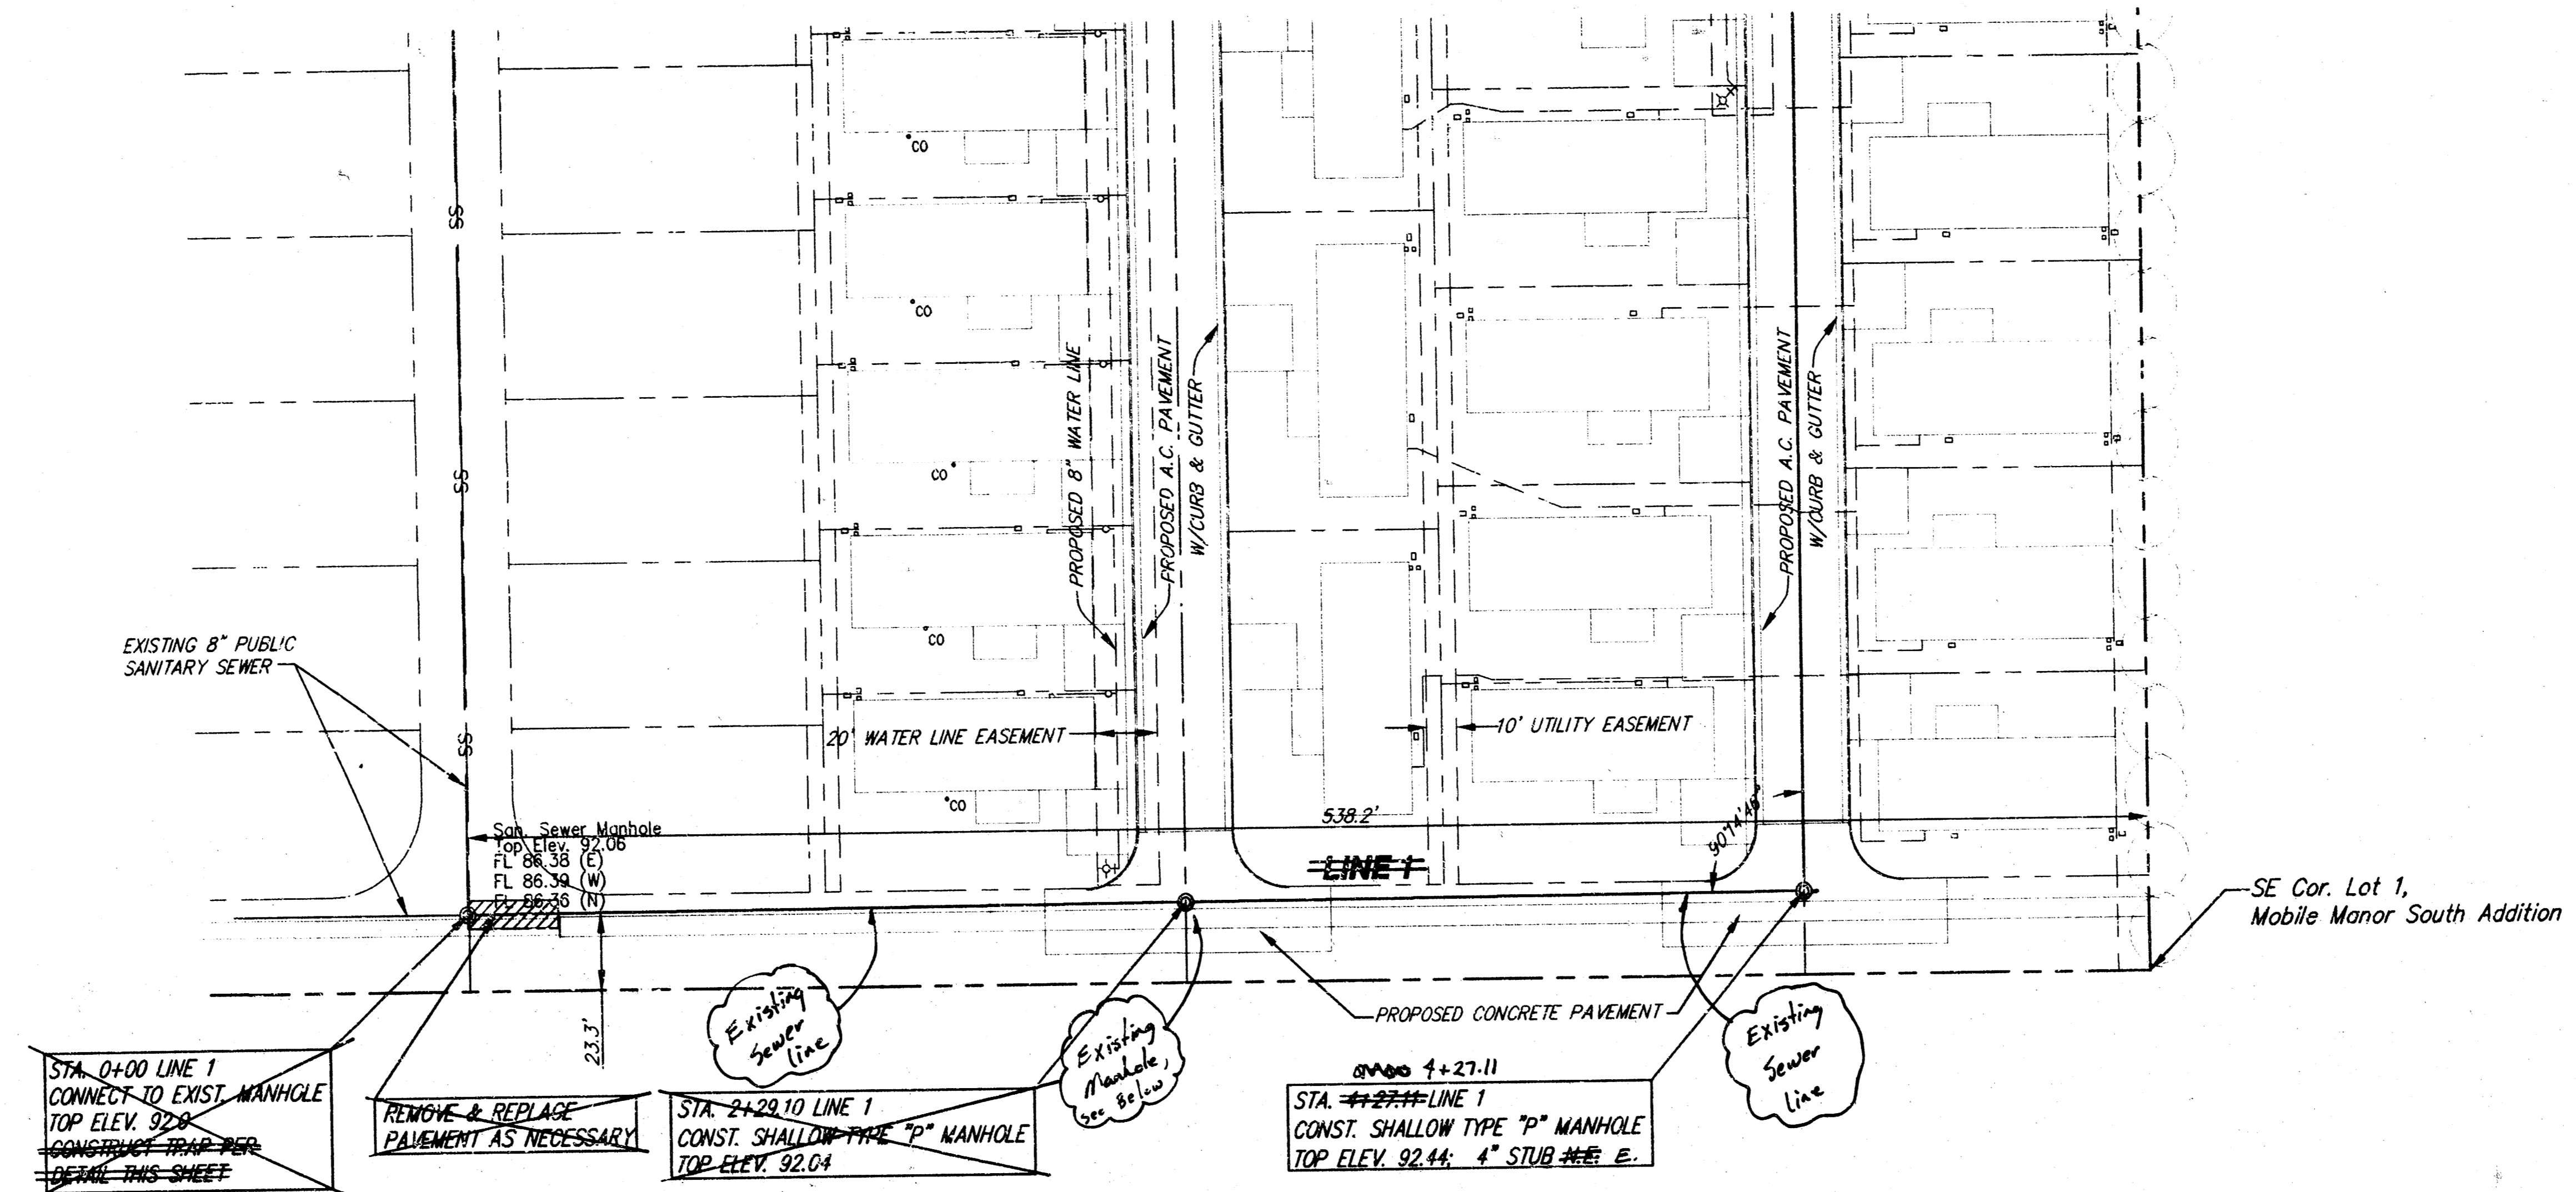 CO
CO
CO
CO
CO
SS
SS
SS
PROPOSED 8" WATER LINE
PROPOSED A.C. PAVEMENT
W/CURB & GUTTER
PROPOSED A.C. PAVEMENT
W/CURB & GUTTER
EXISTING 8" PUBLIC
SANITARY SEWER
20' WATER LINE EASEMENT
10' UTILITY EASEMENT
538.2'
San. Sewer Manhole
Top Elev. 92.06
FL 86.38 (E)
FL 86.39 (W)
FL 86.36 (N)
LINE 1
90°14'46"
SE Cor. Lot 1,
Mobile Manor South Addition
23.3'
Existing
Sewer
line
Existing
Manhole,
See Below
PROPOSED CONCRETE PAVEMENT
Existing
Sewer
line
STA. 0+00 LINE 1
CONNECT TO EXIST. MANHOLE
TOP ELEV. 92.0
CONSTRUCT TRAP PER
DETAIL THIS SHEET
REMOVE & REPLACE
PAVEMENT AS NECESSARY
STA. 2+29.10 LINE 1
CONST. SHALLOW TYPE "P" MANHOLE
TOP ELEV. 92.04
4+27.11
STA. 4+27.11 LINE 1
CONST. SHALLOW TYPE "P" MANHOLE
TOP ELEV. 92.44; 4" STUB N.E. E.